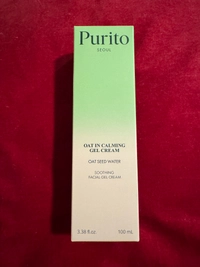 Purito
SEOUL
OAT IN CALMING
GEL CREAM
OAT SEED WATER
SOOTHING
FACIAL GEL CREAM
3.38 fl.oz 100 mL